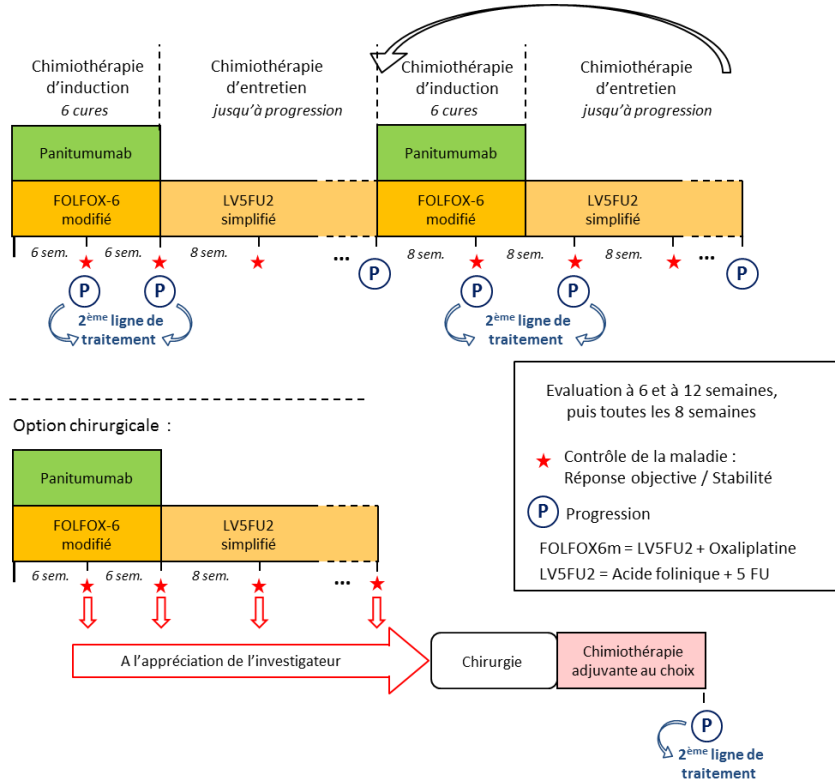 Chimiothérapie
d'induction
6 cures
Chimiothérapie
d'entretien
jusqu'à progression
Chimiothérapie
d'induction
6 cures
Chimiothérapie
d'entretien
jusqu'à progression
Panitumumab
Panitumumab
FOLFOX-6
modifié
LV5FU2
simplifié
FOLFOX-6
modifié
LV5FU2
simplifié
6 sem.
6 sem.
8 sem.
...
8 sem.
8 sem.
8 sem.
...
P
P
P
P
P
P
2ème ligne de
traitement
2ème ligne de
traitement
Evaluation à 6 et à 12 semaines,
puis toutes les 8 semaines
Contrôle de la maladie :
Réponse objective / Stabilité
P Progression
FOLFOX6m = LV5FU2 + Oxaliplatine
LV5FU2 = Acide folinique + 5 FU
Option chirurgicale :
Panitumumab
FOLFOX-6
modifié
LV5FU2
simplifié
6 sem.
6 sem.
8 sem.
...
A l'appréciation de l'investigateur
Chirurgie
Chimiothérapie
adjuvante au choix
P
2ème ligne de
traitement